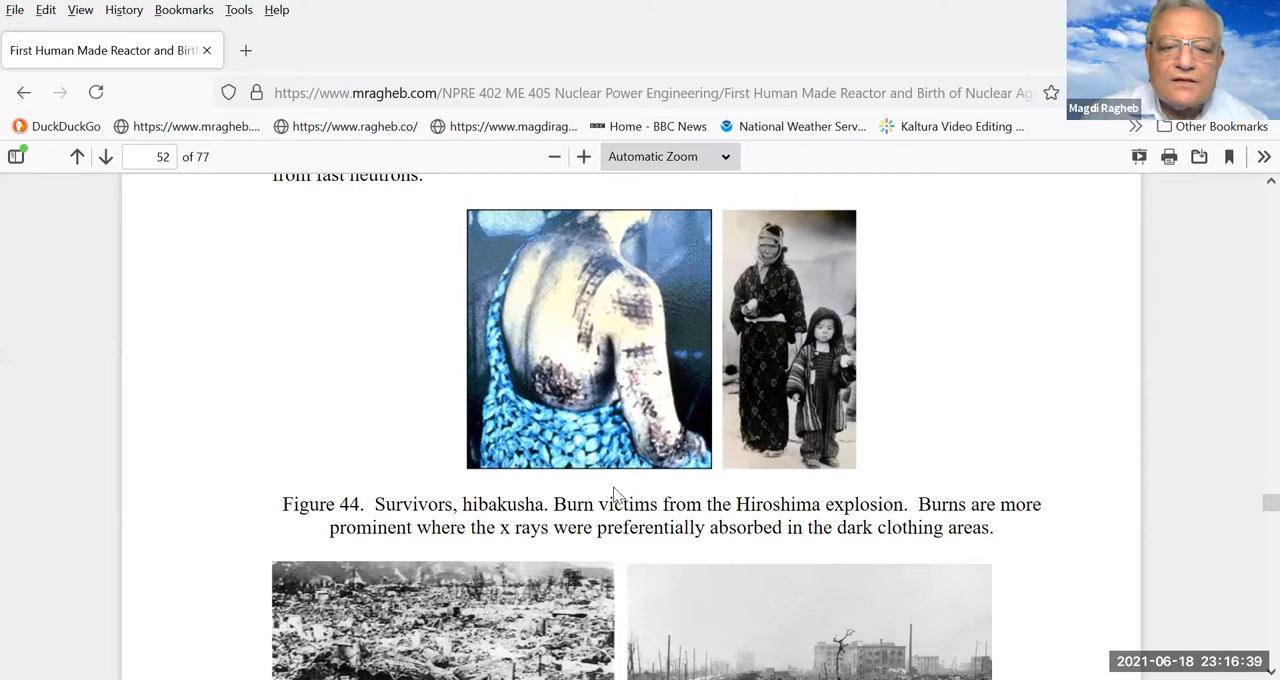 File Edit View History Bookmarks Tools Help
First Human Made Reactor and Birt
https://www.mragheb.com/NPRE 402 ME 405 Nuclear Power Engineering/First Human Made Reactor and Birth of Nuclear Ag
Magdi Ragheb
DuckDuckGo https://www.mragheb.... https://www.ragheb.co/ https://www.magdirag... BBC Home - BBC News National Weather Serv... Kaltura Video Editing ... Other Bookmarks
52 of 77 Automatic Zoom
from fast neutrons.
Figure 44. Survivors, hibakusha. Burn victims from the Hiroshima explosion. Burns are more
prominent where the x rays were preferentially absorbed in the dark clothing areas.
2021-06-18 23:16:39